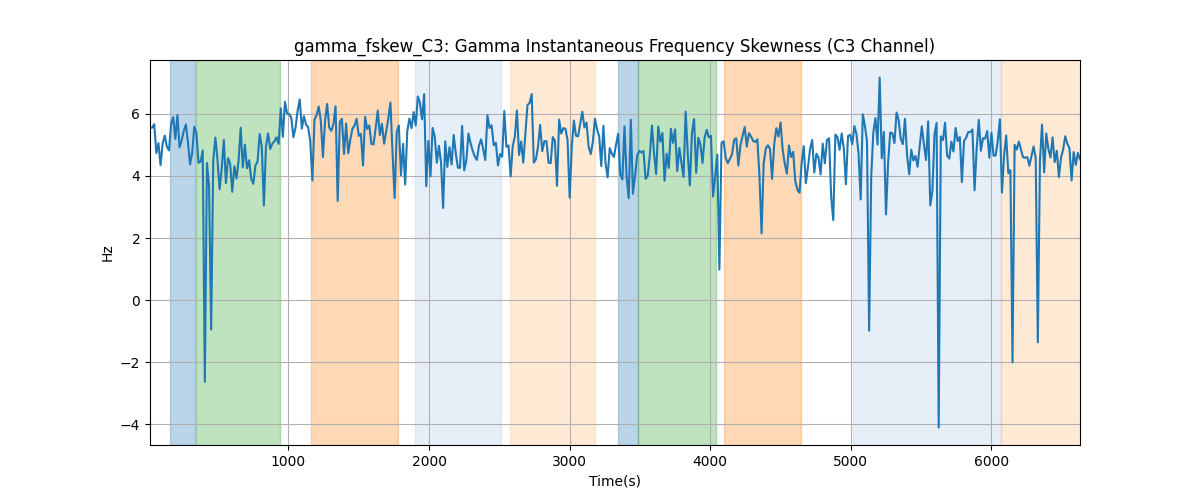 gamma_fskew_C3: Gamma Instantaneous Frequency Skewness (C3 Channel)
6
4
2
0
−2
−4
Hz
1000 2000 3000 4000 5000 6000
Time(s)